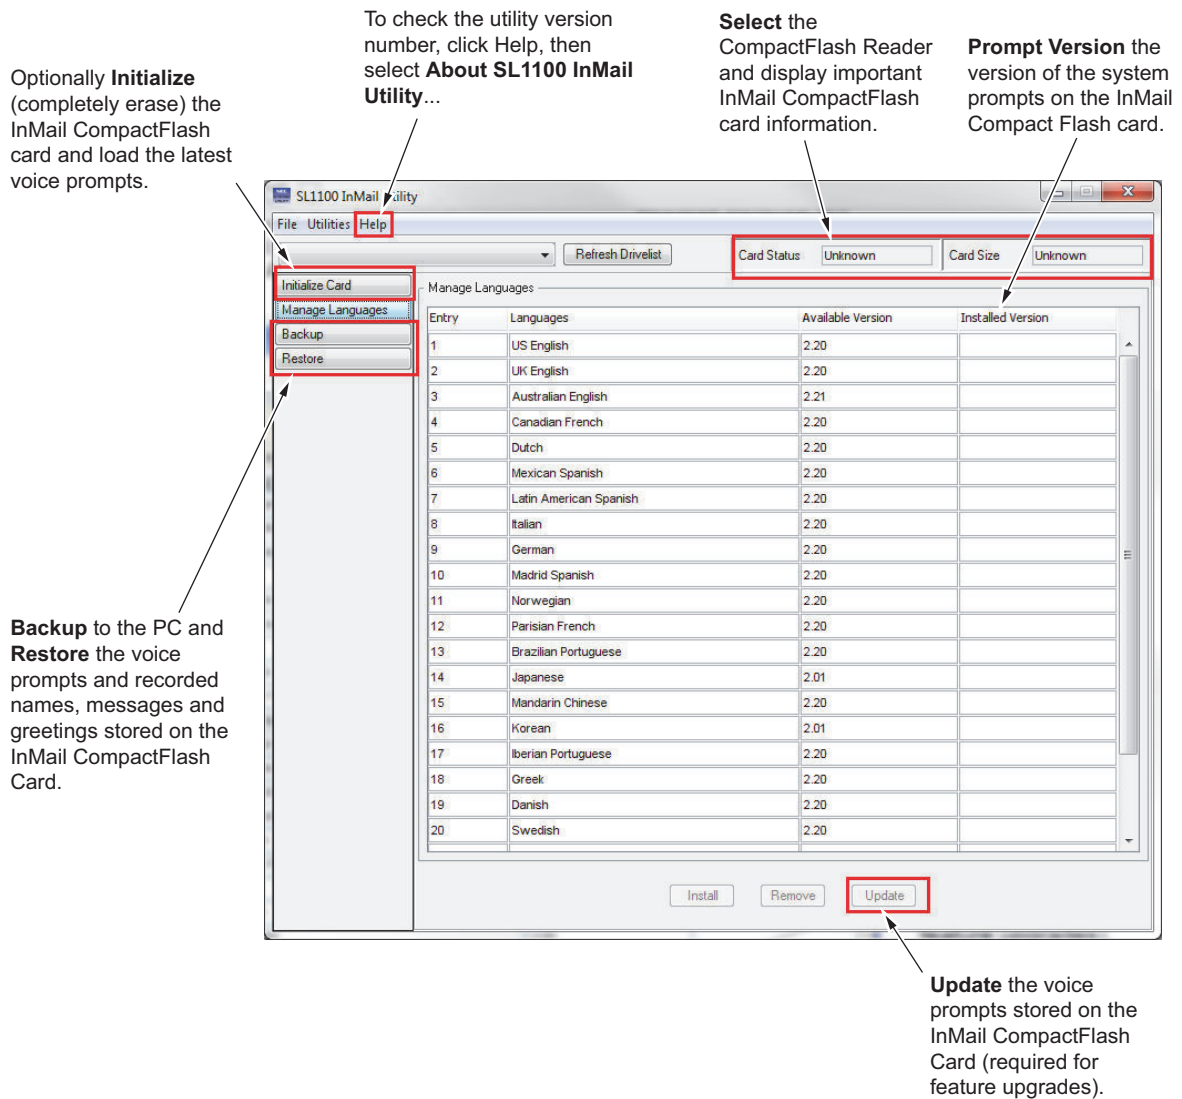 To check the utility version
number, click Help, then
select About SL1100 InMail
Utility...
Select the
CompactFlash Reader
and display important
InMail CompactFlash
card information.
Prompt Version the
version of the system
prompts on the InMail
Compact Flash card.
Optionally Initialize
(completely erase) the
InMail CompactFlash
card and load the latest
voice prompts.
SL1100 InMail Utility
File Utilities Help
Refresh Drivelist Card Status Unknown Card Size Unknown
Initialize Card
Manage Languages
Backup
Restore
Manage Languages
Entry Languages Available Version Installed Version
1 US English 2.20
2 UK English 2.20
3 Australian English 2.21
4 Canadian French 2.20
5 Dutch 2.20
6 Mexican Spanish 2.20
7 Latin American Spanish 2.20
8 Italian 2.20
9 German 2.20
10 Madrid Spanish 2.20
11 Norwegian 2.20
12 Parisian French 2.20
13 Brazilian Portuguese 2.20
14 Japanese 2.01
15 Mandarin Chinese 2.20
16 Korean 2.01
17 Iberian Portuguese 2.20
18 Greek 2.20
19 Danish 2.20
20 Swedish 2.20
Install Remove Update
Backup to the PC and
Restore the voice
prompts and recorded
names, messages and
greetings stored on the
InMail CompactFlash
Card.
Update the voice
prompts stored on the
InMail CompactFlash
Card (required for
feature upgrades).